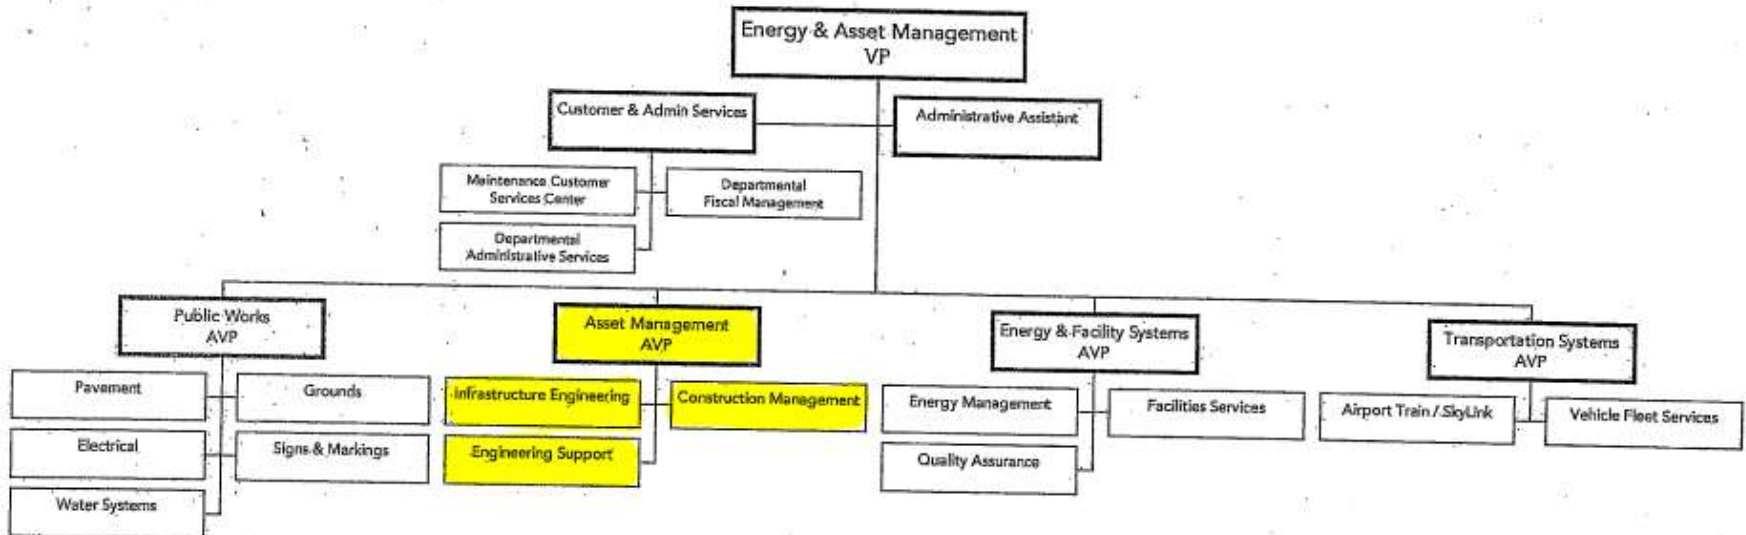 Energy & Asset Management
VP
Customer & Admin Services
Administrative Assistant
Maintenance Customer
Services Center
Departmental
Fiscal Management
Departmental
Administrative Services
Public Works
AVP
Asset Management
AVP
Energy & Facility Systems
AVP
Transportation Systems
AVP
Pavement
Grounds
Infrastructure Engineering
Construction Management
Energy Management
Facilities Services
Airport Train / SkyLink
Vehicle Fleet Services
Electrical
Signs & Markings
Engineering Support
Quality Assurance
Water Systems